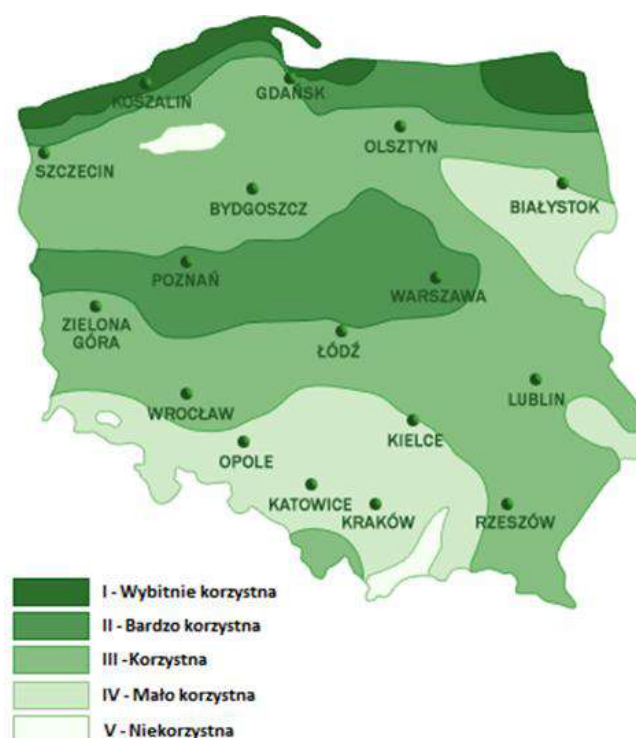 KOSZALIN
GDAŃSK
OLSZTYN
SZCZECIN
BYDGOSZCZ
BIAŁYSTOK
POZNAŃ
WARSZAWA
ZIELONA
GÓRA
ŁÓDŹ
WROCŁAW
LUBLIN
KIELCE
OPOLE
KATOWICE
KRAKÓW
RZESZÓW
I - Wybitnie korzystna
II - Bardzo korzystna
III -Korzystna
IV - Mało korzystna
V - Niekorzystna